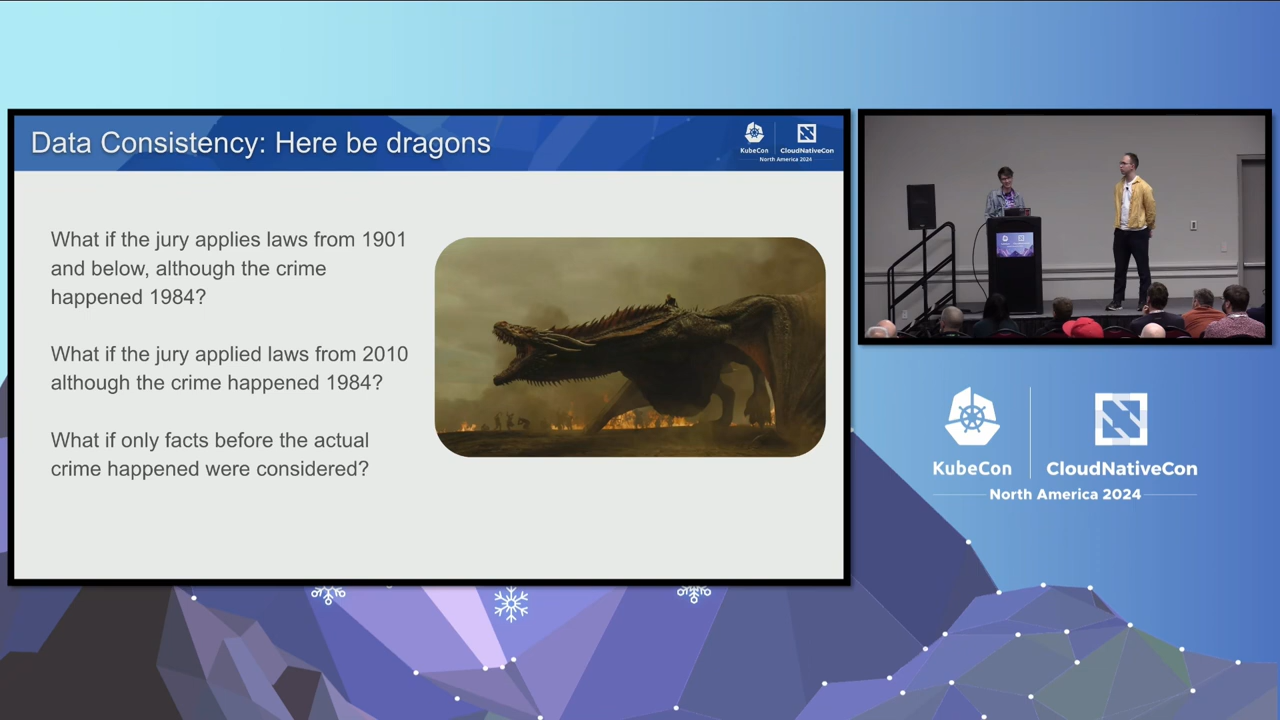 Data Consistency: Here be dragons
KubeCon
CloudNativeCon
North America 2024
What if the jury applies laws from 1901
and below, although the crime
happened 1984?
What if the jury applied laws from 2010
although the crime happened 1984?
What if only facts before the actual
crime happened were considered?
KubeCon
CloudNativeCon
North America 2024